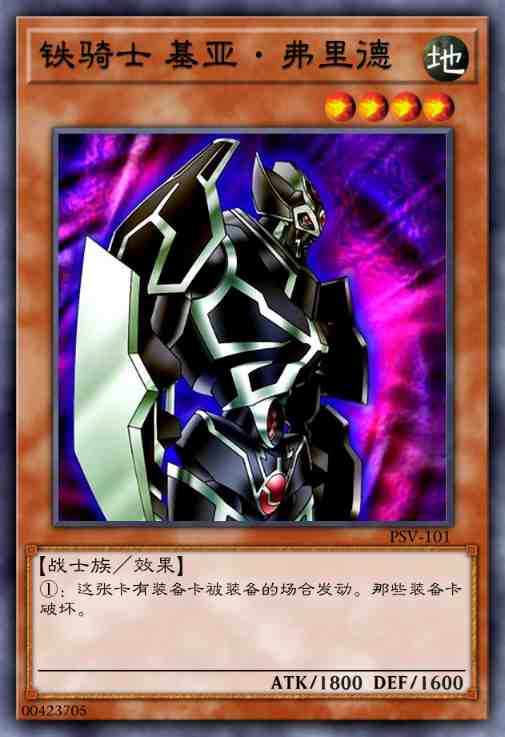 铁骑士 基亚·弗里德
地
PSV-101
【战士族／效果】
①：这张卡有装备卡被装备的场合发动。那些装备卡
破坏。
ATK/1800 DEF/1600
00423705